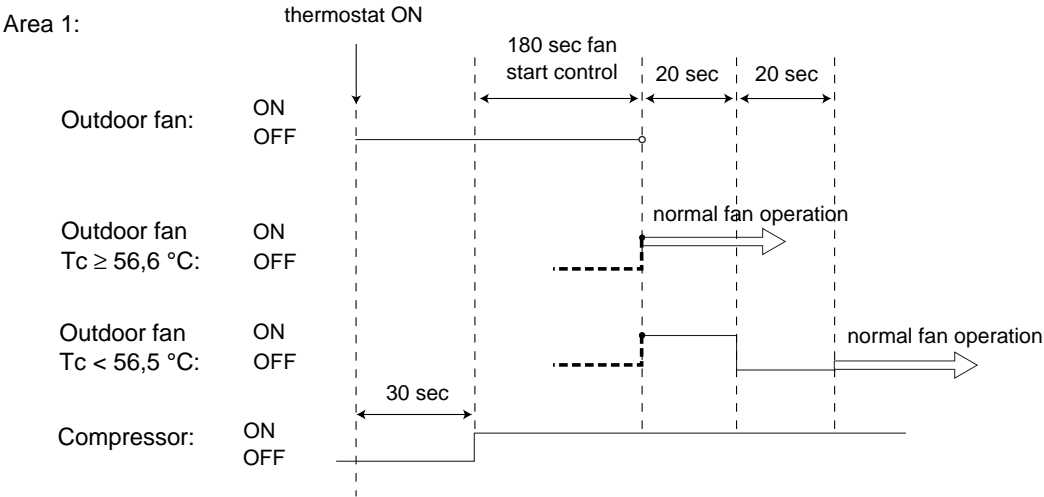 thermostat ON
Area 1:
180 sec fan
start control
20 sec
20 sec
Outdoor fan:
ON
OFF
normal fan operation
Outdoor fan
Tc ≥ 56,6 °C:
ON
OFF
Outdoor fan
Tc < 56,5 °C:
ON
OFF
normal fan operation
30 sec
Compressor:
ON
OFF